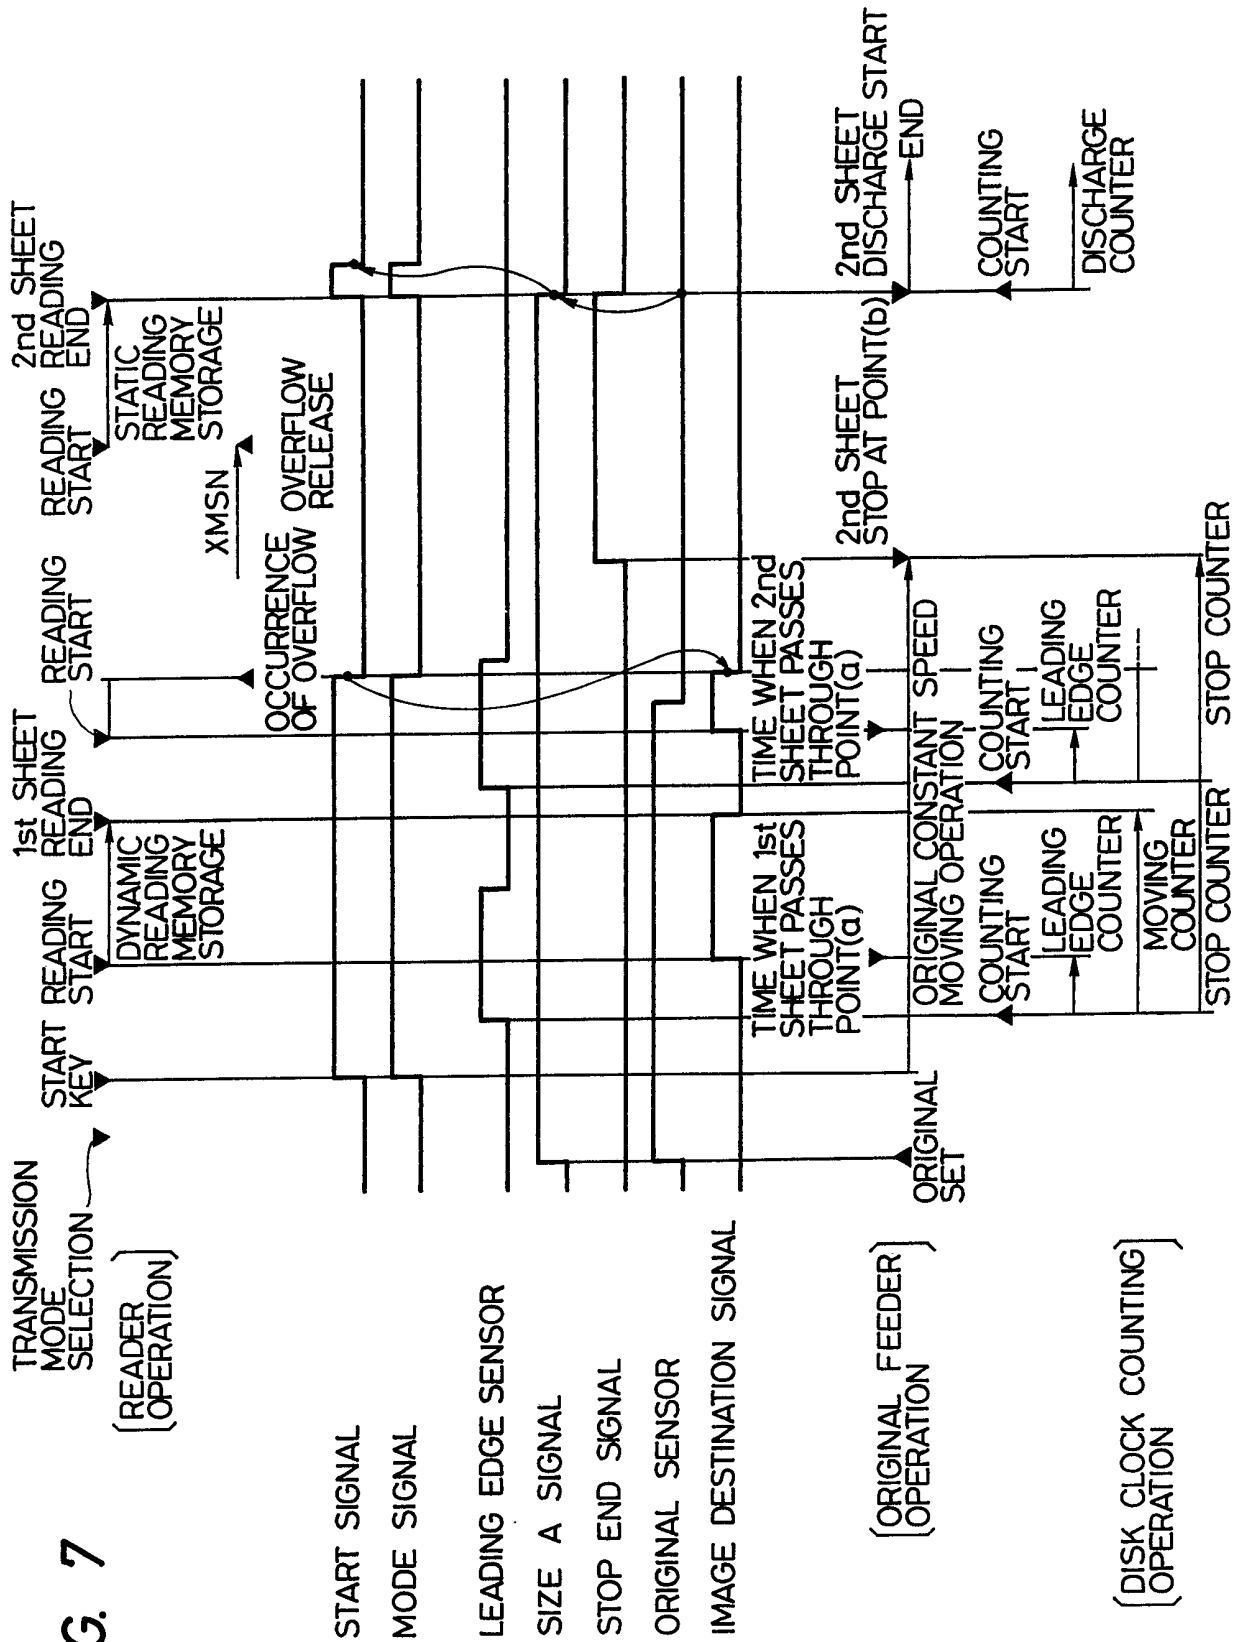 G. 7
TRANSMISSION
MODE
SELECTION
START
KEY
READING
START
1st SHEET
READING
END
READING
START
READING
START
2nd SHEET
READING
END
(READER
OPERATION)
DYNAMIC
READING
MEMORY
STORAGE
STATIC
READING
MEMORY
STORAGE
XMSN
OCCURRENCE
OF OVERFLOW
OVERFLOW
RELEASE
START SIGNAL
MODE SIGNAL
LEADING EDGE SENSOR
SIZE A SIGNAL
STOP END SIGNAL
ORIGINAL SENSOR
IMAGE DESTINATION SIGNAL
TIME WHEN 1st
SHEET PASSES
THROUGH
POINT(a)
TIME WHEN 2nd
SHEET PASSES
THROUGH
POINT(a)
2nd SHEET
STOP AT POINT(b)
2nd SHEET
DISCHARGE START
(ORIGINAL FEEDER
OPERATION)
ORIGINAL
SET
ORIGINAL CONSTANT SPEED
MOVING OPERATION
END
COUNTING
START
COUNTING
START
COUNTING
START
(DISK CLOCK COUNTING
OPERATION)
LEADING
EDGE
COUNTER
LEADING
EDGE
COUNTER
DISCHARGE
COUNTER
MOVING
COUNTER
STOP COUNTER
STOP COUNTER